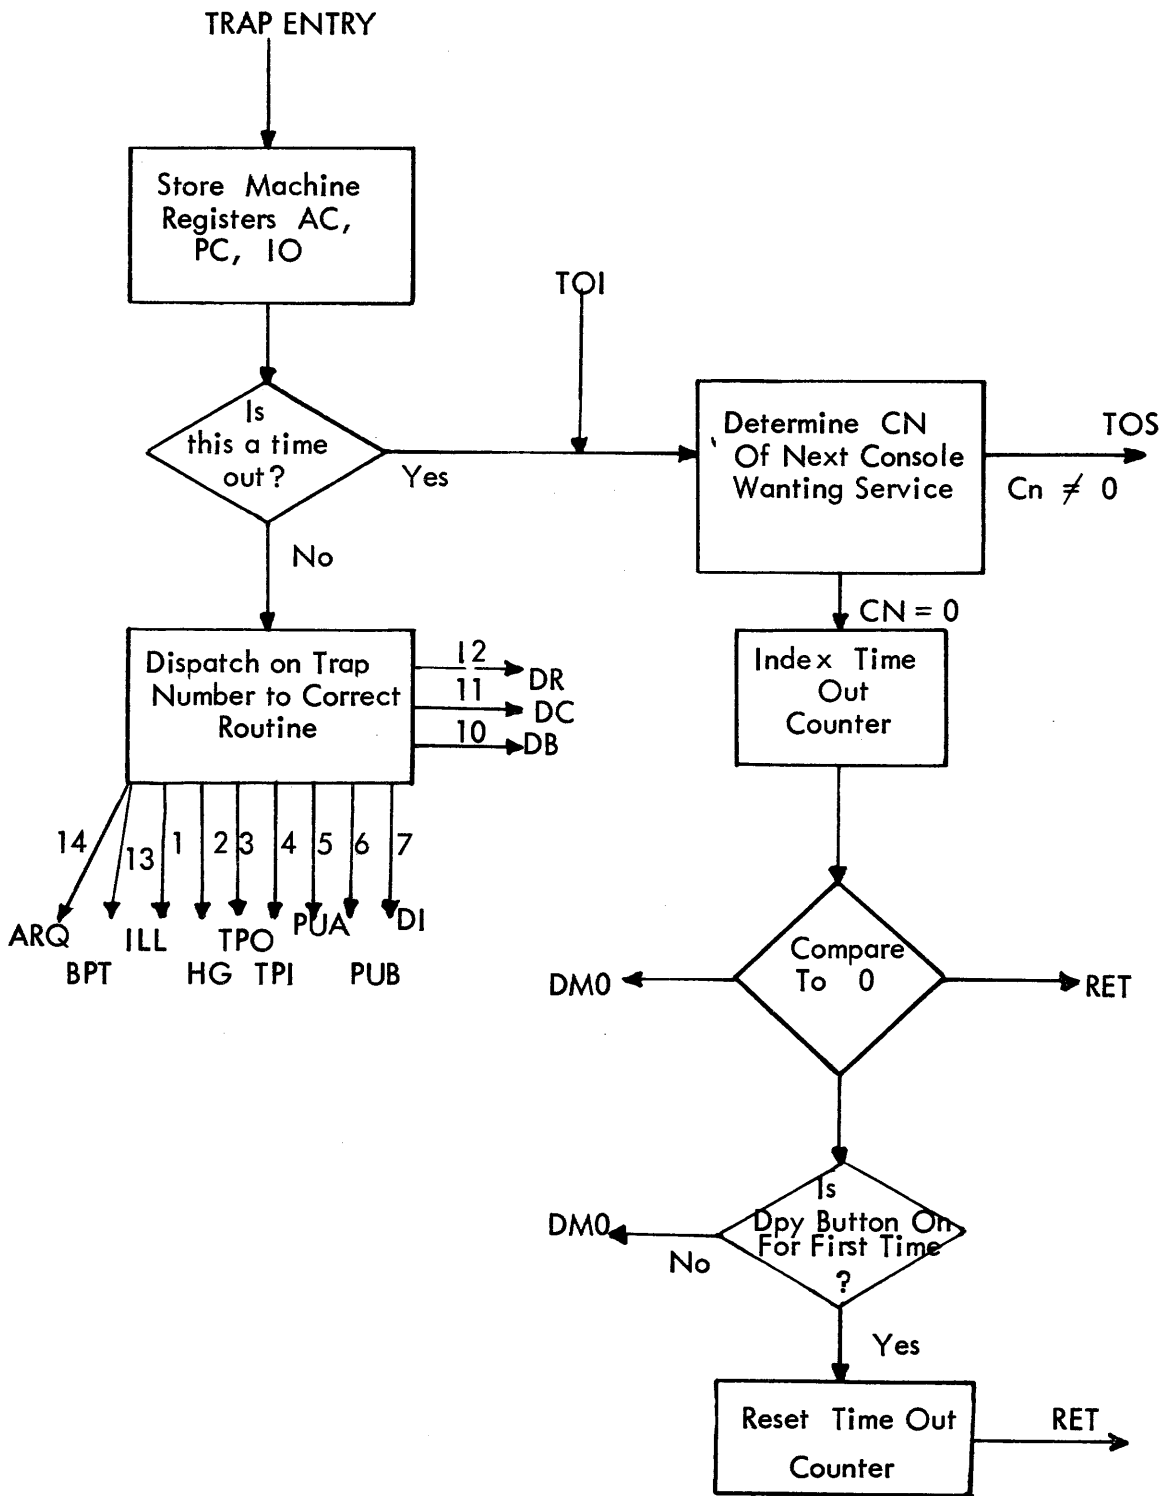 TRAP ENTRY
Store Machine
Registers AC,
PC, IO
TOI
Is
this a time
out?
Yes
No
Determine CN
Of Next Console
Wanting Service
TOS
Cn ≠ 0
CN = 0
Dispatch on Trap
Number to Correct
Routine
12
DR
11
DC
10
DB
Index Time
Out
Counter
14
13
1
2
3
4
5
6
7
ARQ
BPT
ILL
HG
TPO
TPI
PUA
PUB
DI
Compare
To 0
DM0
RET
Is
Dpy Button On
For First Time
?
DM0
No
Yes
Reset Time Out
Counter
RET